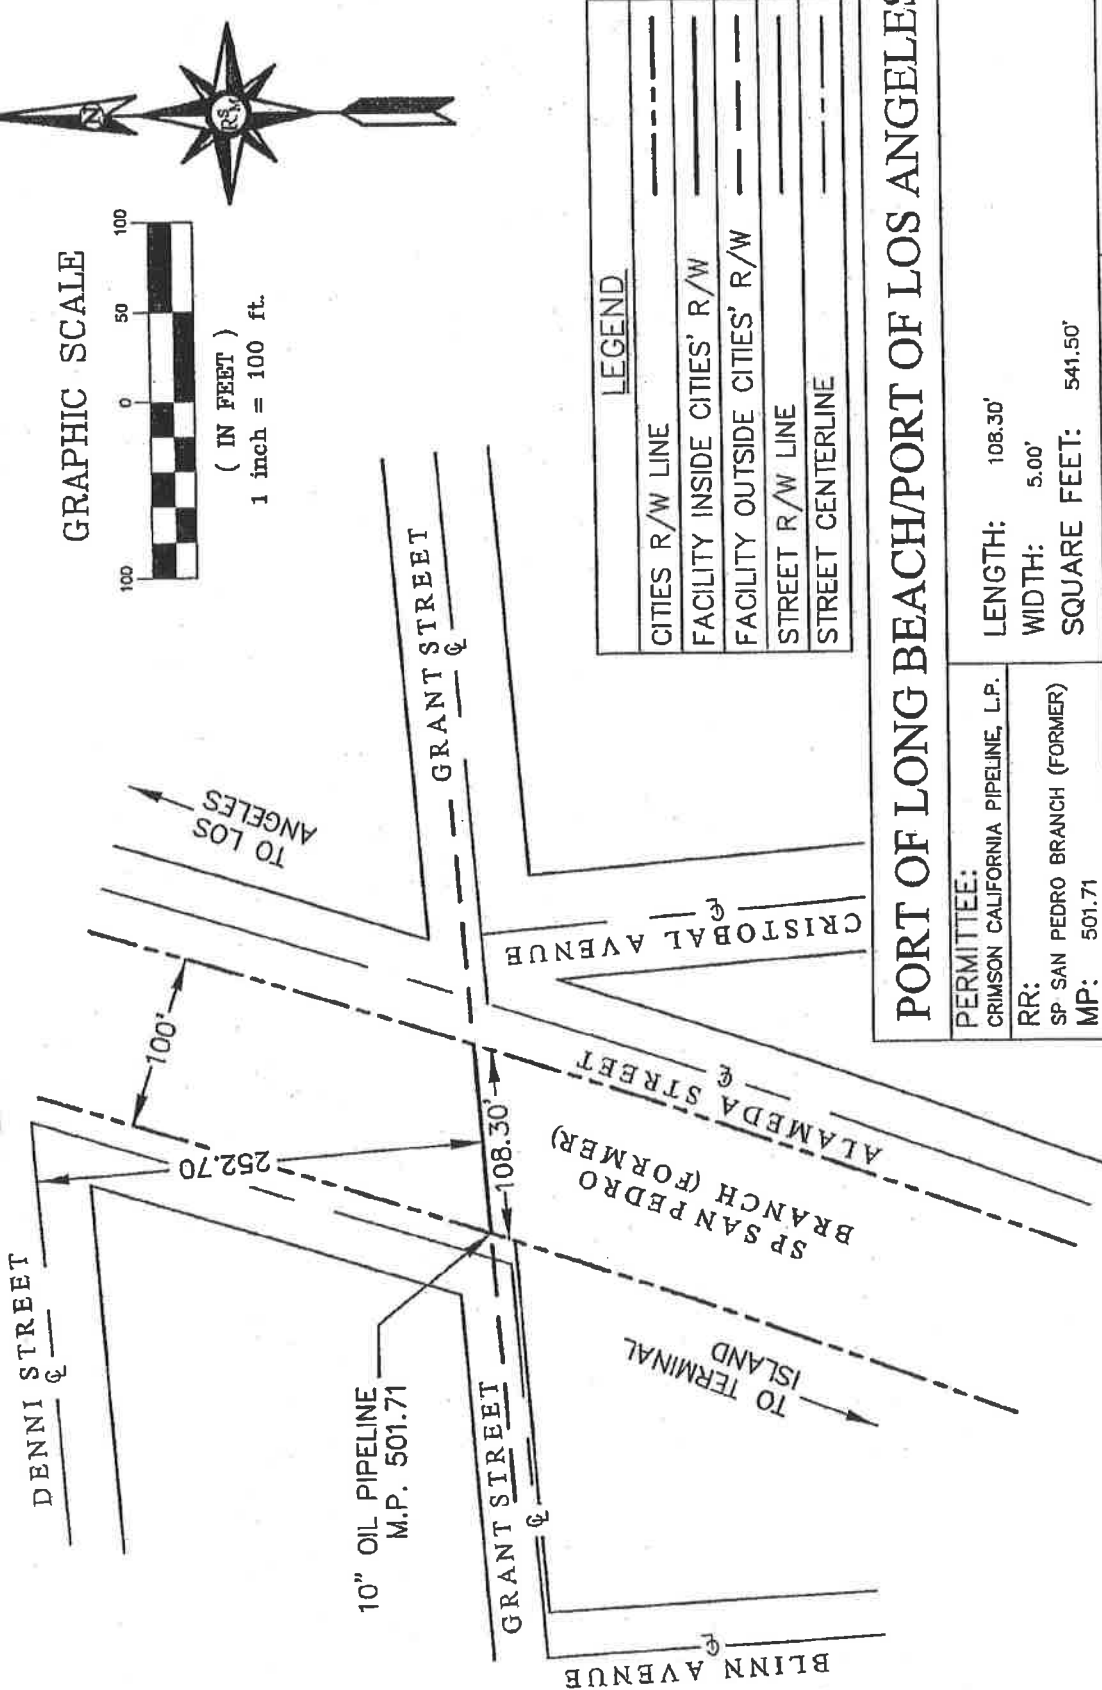 N
RSM
GRAPHIC SCALE
100 0 50 100
( IN FEET )
1 inch = 100 ft.
DENNI STREET
℄
TO LOS
ANGELES
100'
252.70
GRANT STREET
℄
10" OIL PIPELINE
M.P. 501.71
108.30'
GRANT STREET
℄
CRISTOBAL AVENUE
℄
ALAMEDA STREET
℄
SP SAN PEDRO
BRANCH (FORMER)
TO TERMINAL
ISLAND
BLINN AVENUE
℄
LEGEND
CITIES R/W LINE
FACILITY INSIDE CITIES' R/W
FACILITY OUTSIDE CITIES' R/W
STREET R/W LINE
STREET CENTERLINE
PORT OF LONG BEACH/PORT OF LOS ANGELES
PERMITTEE:
CRIMSON CALIFORNIA PIPELINE, L.P.
RR:
SP SAN PEDRO BRANCH (FORMER)
MP: 501.71
LENGTH: 108.30'
WIDTH: 5.00'
SQUARE FEET: 541.50'